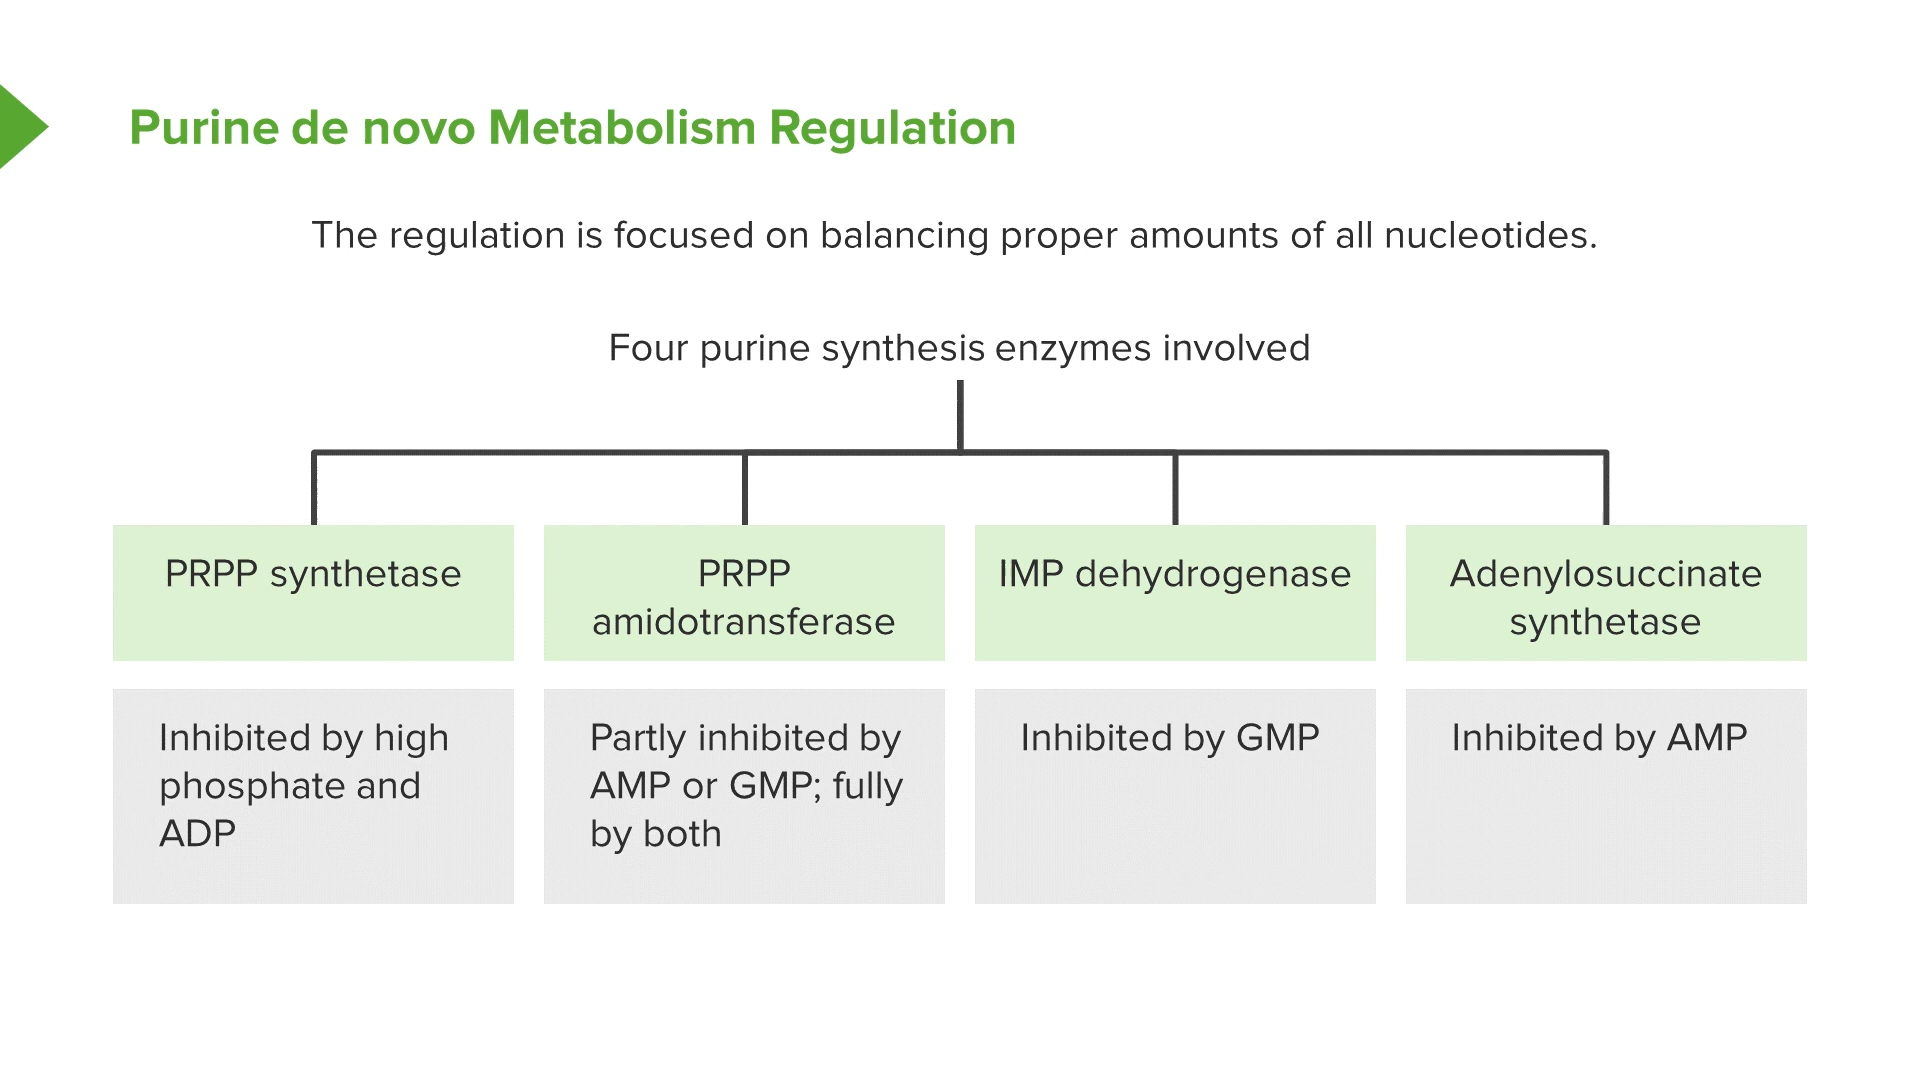 Purine de novo Metabolism Regulation
The regulation is focused on balancing proper amounts of all nucleotides.
Four purine synthesis enzymes involved
PRPP synthetase
PRPP
amidotransferase
IMP dehydrogenase
Adenylosuccinate
synthetase
Inhibited by high
phosphate and
ADP
Partly inhibited by
AMP or GMP; fully
by both
Inhibited by GMP
Inhibited by AMP